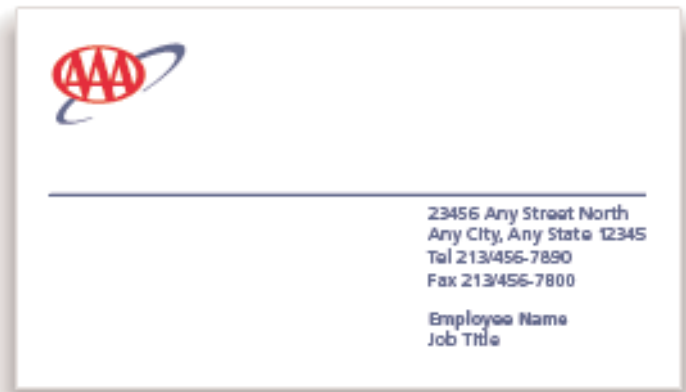 AAA
23456 Any Street North
Any City, Any State 12345
Tel 213/456-7890
Fax 213/456-7800
Employee Name
Job Title